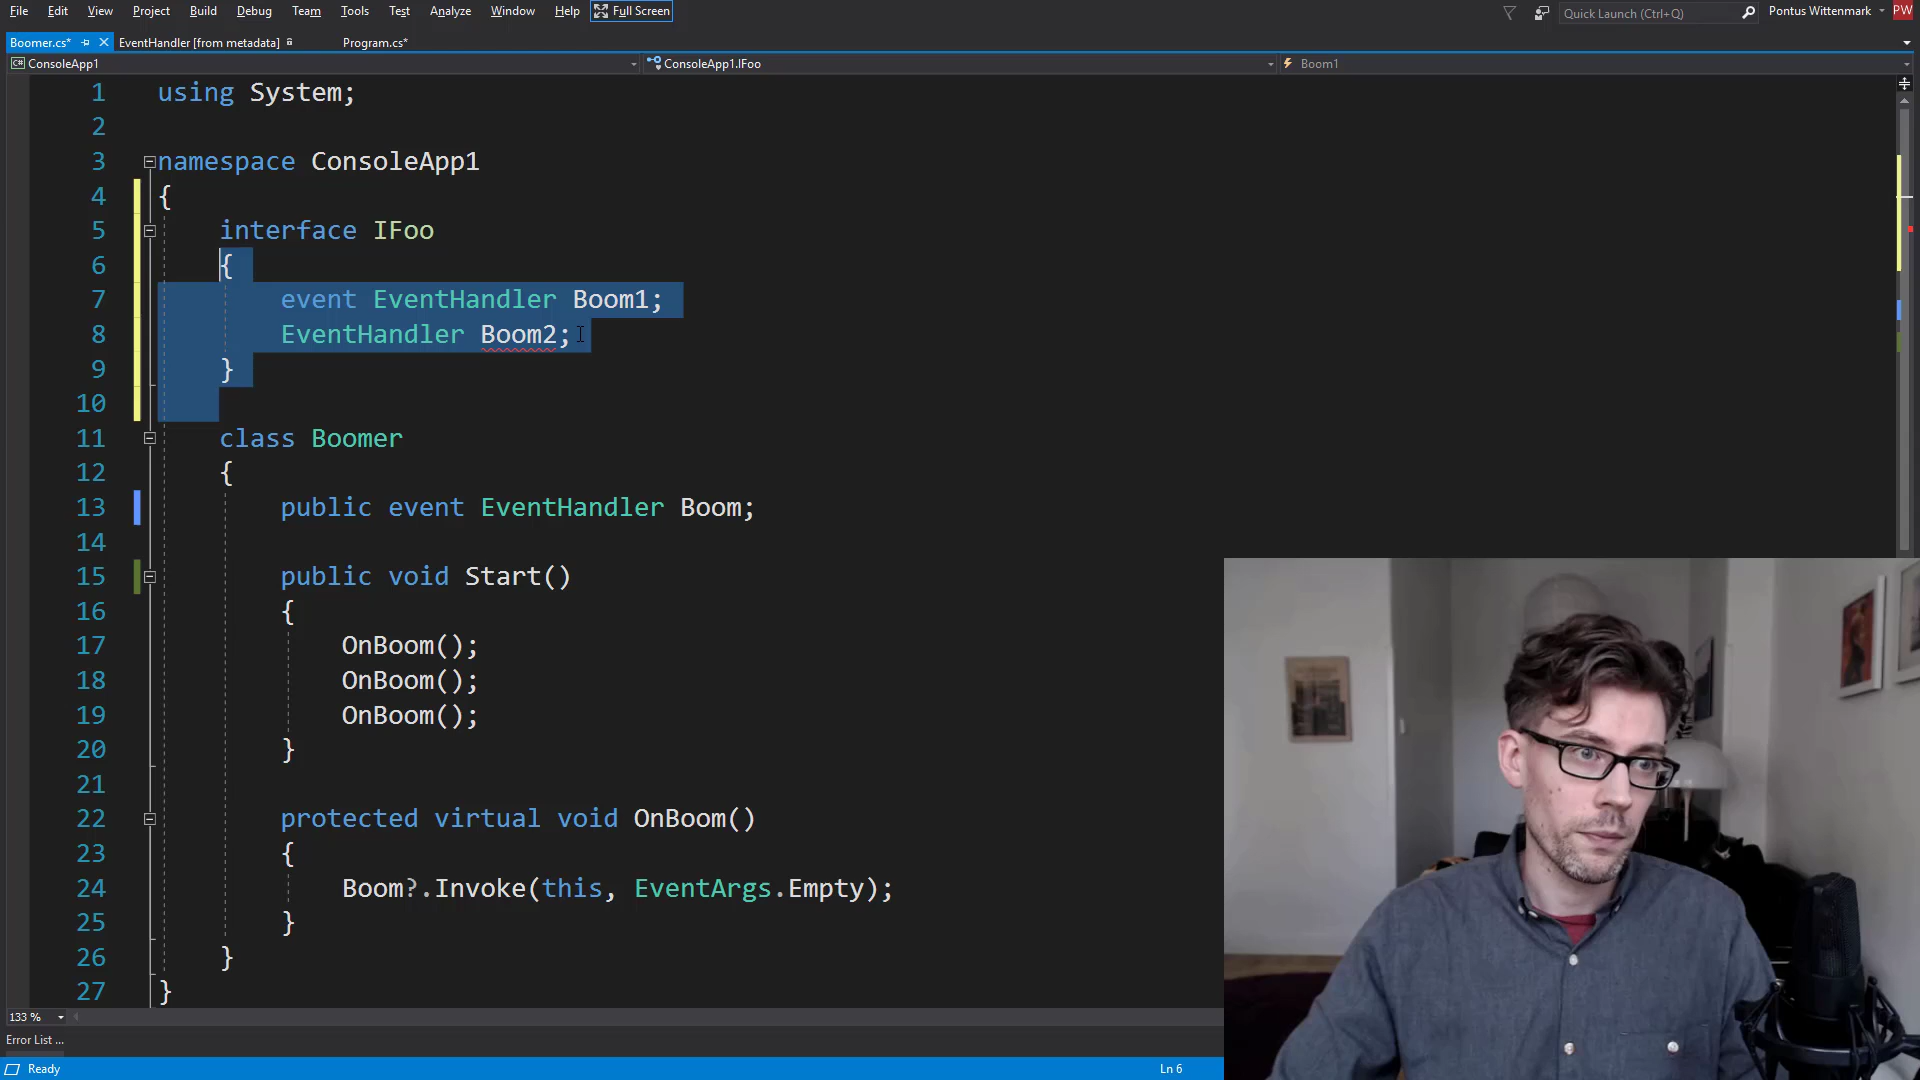 File Edit View Project Build Debug Team Tools Test Analyze Window Help Full Screen Quick Launch (Ctrl+Q) Pontus Wittenmark PW
Boomer.cs* EventHandler [from metadata] Program.cs*
C# ConsoleApp1 ConsoleApp1.IFoo Boom1
1 using System;
2
3 namespace ConsoleApp1
4 {
5 interface IFoo
6 {
7 event EventHandler Boom1;
8 EventHandler Boom2;
9 }
10
11 class Boomer
12 {
13 public event EventHandler Boom;
14
15 public void Start()
16 {
17 OnBoom();
18 OnBoom();
19 OnBoom();
20 }
21
22 protected virtual void OnBoom()
23 {
24 Boom?.Invoke(this, EventArgs.Empty);
25 }
26 }
27 }
133 %
Error List ...
Ready Ln 6